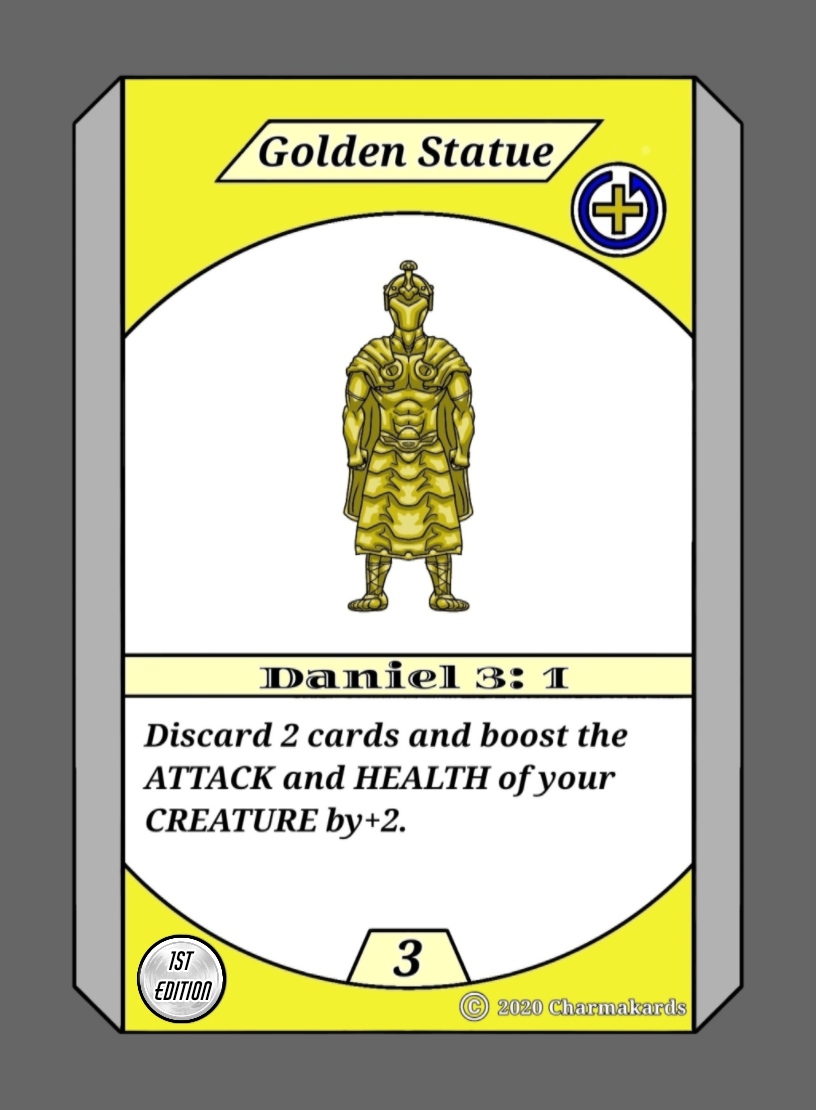 Golden Statue
Daniel 3: 1
Discard 2 cards and boost the
ATTACK and HEALTH of your
CREATURE by+2.
3
1ST
EDITION
© 2020 Charmakards